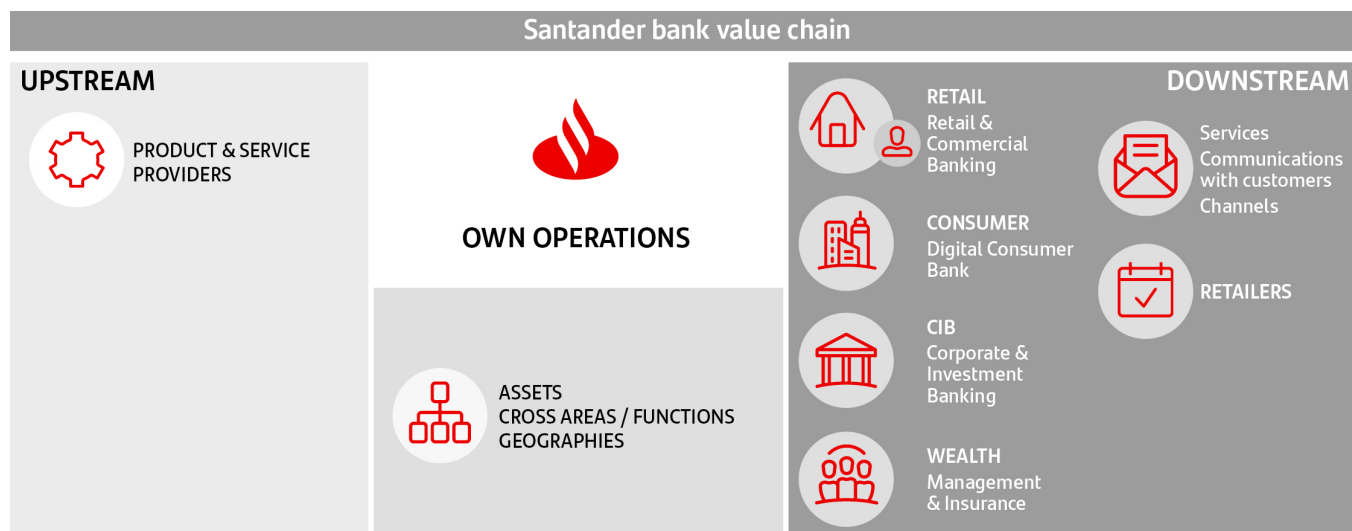 Santander bank value chain
UPSTREAM
PRODUCT & SERVICE
PROVIDERS
OWN OPERATIONS
ASSETS
CROSS AREAS / FUNCTIONS
GEOGRAPHIES
DOWNSTREAM
RETAIL
Retail &
Commercial
Banking
CONSUMER
Digital Consumer
Bank
CIB
Corporate &
Investment
Banking
WEALTH
Management
& Insurance
Services
Communications
with customers
Channels
RETAILERS